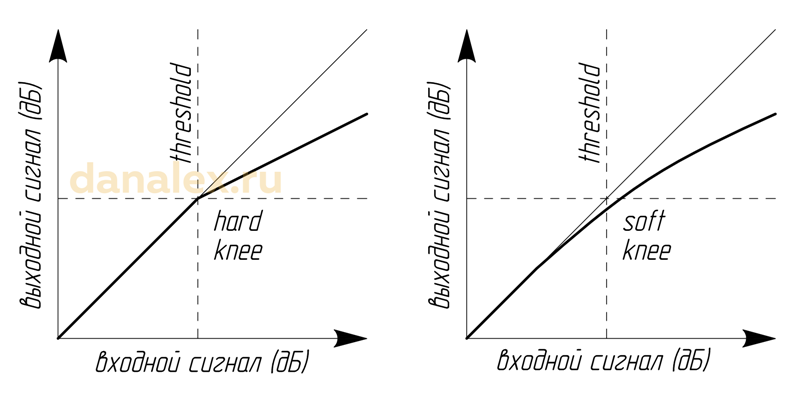 выходной сигнал (дБ)
threshold
danalex.ru
hard
knee
входной сигнал (дБ)
выходной сигнал (дБ)
threshold
soft
knee
входной сигнал (дБ)